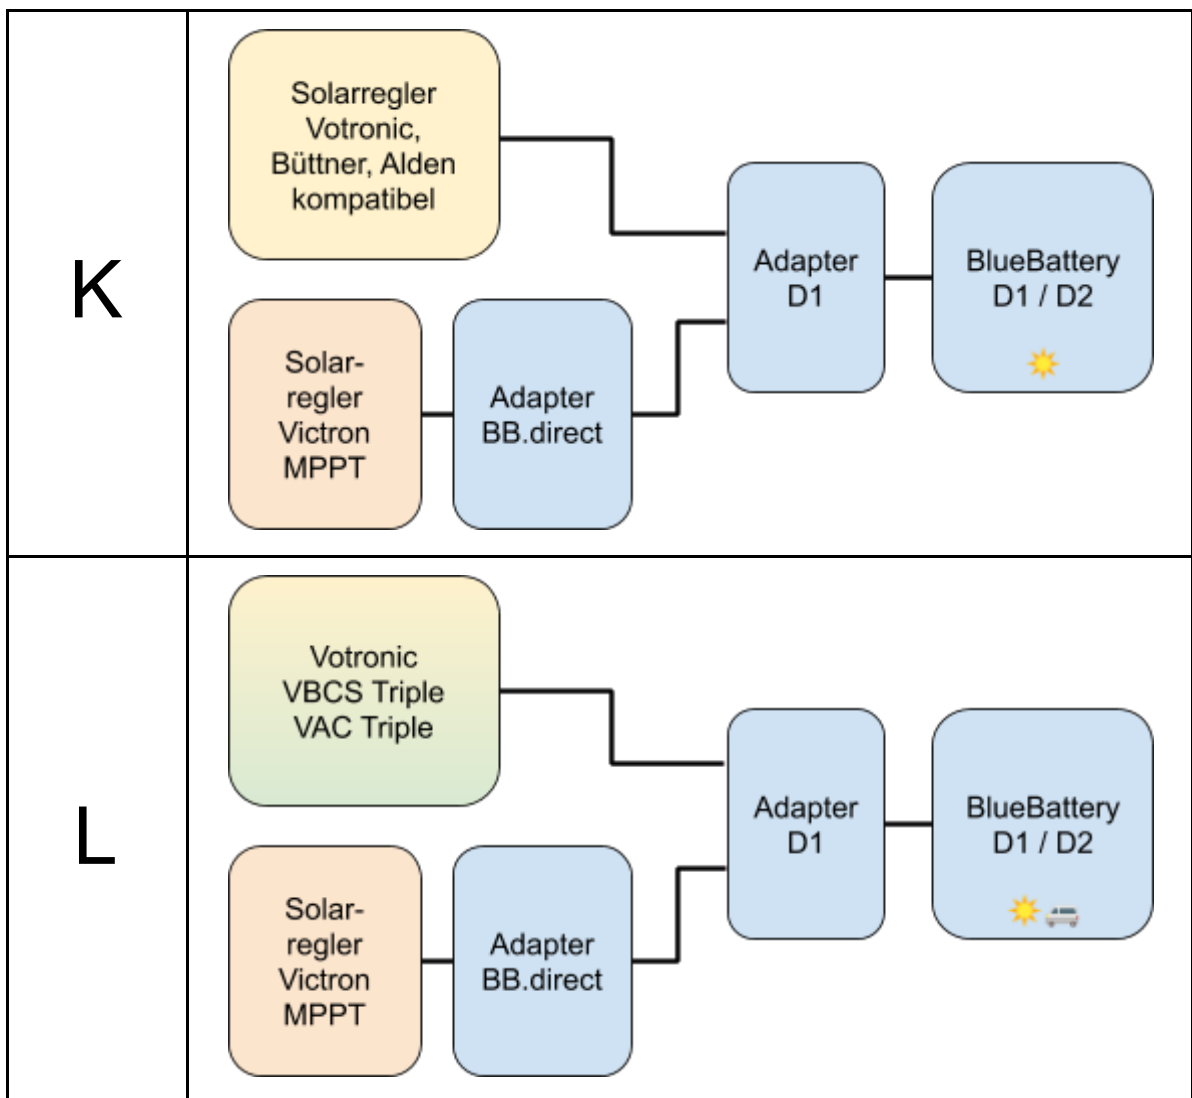 K
Solarregler
Votronic,
Büttner, Alden
kompatibel
Solar-
regler
Victron
MPPT
Adapter
BB.direct
Adapter
D1
BlueBattery
D1 / D2
L
Votronic
VBCS Triple
VAC Triple
Solar-
regler
Victron
MPPT
Adapter
BB.direct
Adapter
D1
BlueBattery
D1 / D2